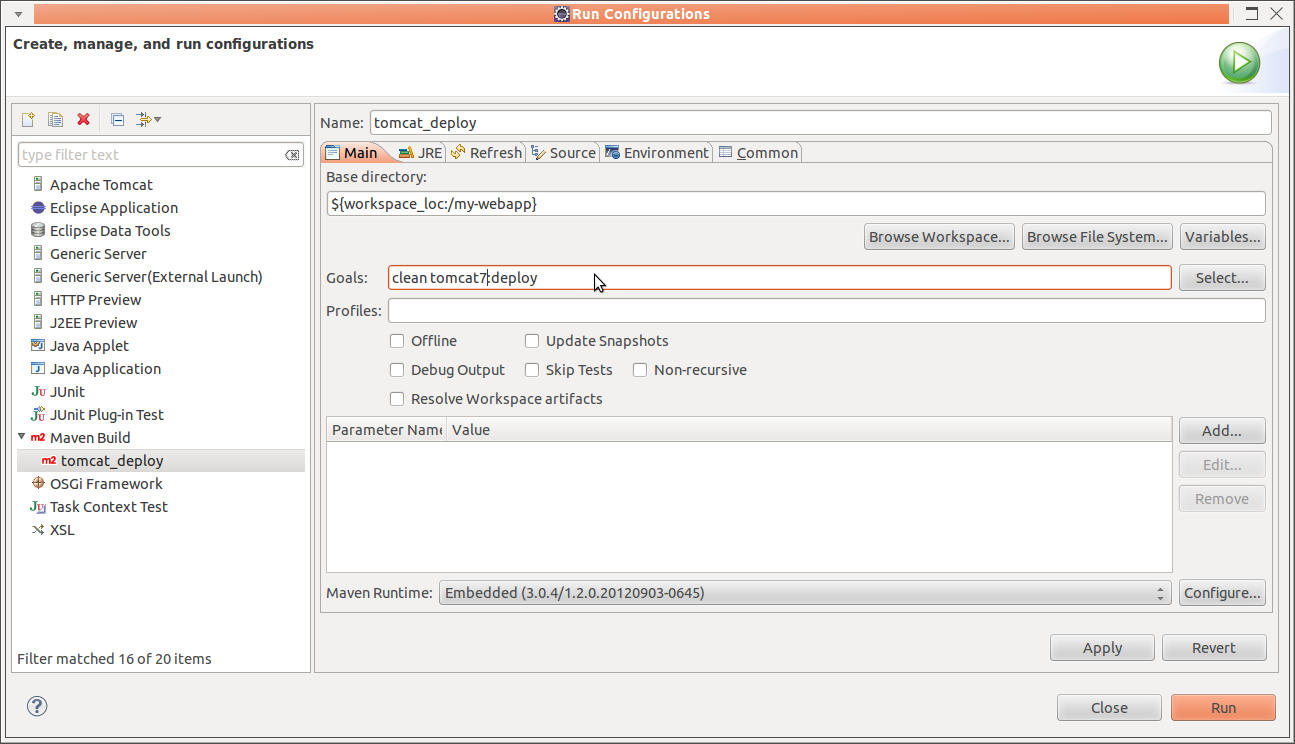 Run Configurations
Create, manage, and run configurations
type filter text
Apache Tomcat
Eclipse Application
Eclipse Data Tools
Generic Server
Generic Server(External Launch)
HTTP Preview
J2EE Preview
Java Applet
Java Application
Ju JUnit
JUnit Plug-in Test
m2 Maven Build
m2 tomcat_deploy
OSGi Framework
Task Context Test
XSL
Filter matched 16 of 20 items
Name: tomcat_deploy
Main JRE Refresh Source Environment Common
Base directory:
${workspace_loc:/my-webapp}
Browse Workspace... Browse File System... Variables...
Goals: clean tomcat7:deploy Select...
Profiles:
Offline Update Snapshots
Debug Output Skip Tests Non-recursive
Resolve Workspace artifacts
Parameter Name Value
Add...
Edit...
Remove
Maven Runtime: Embedded (3.0.4/1.2.0.20120903-0645) Configure...
Apply Revert
? Close Run